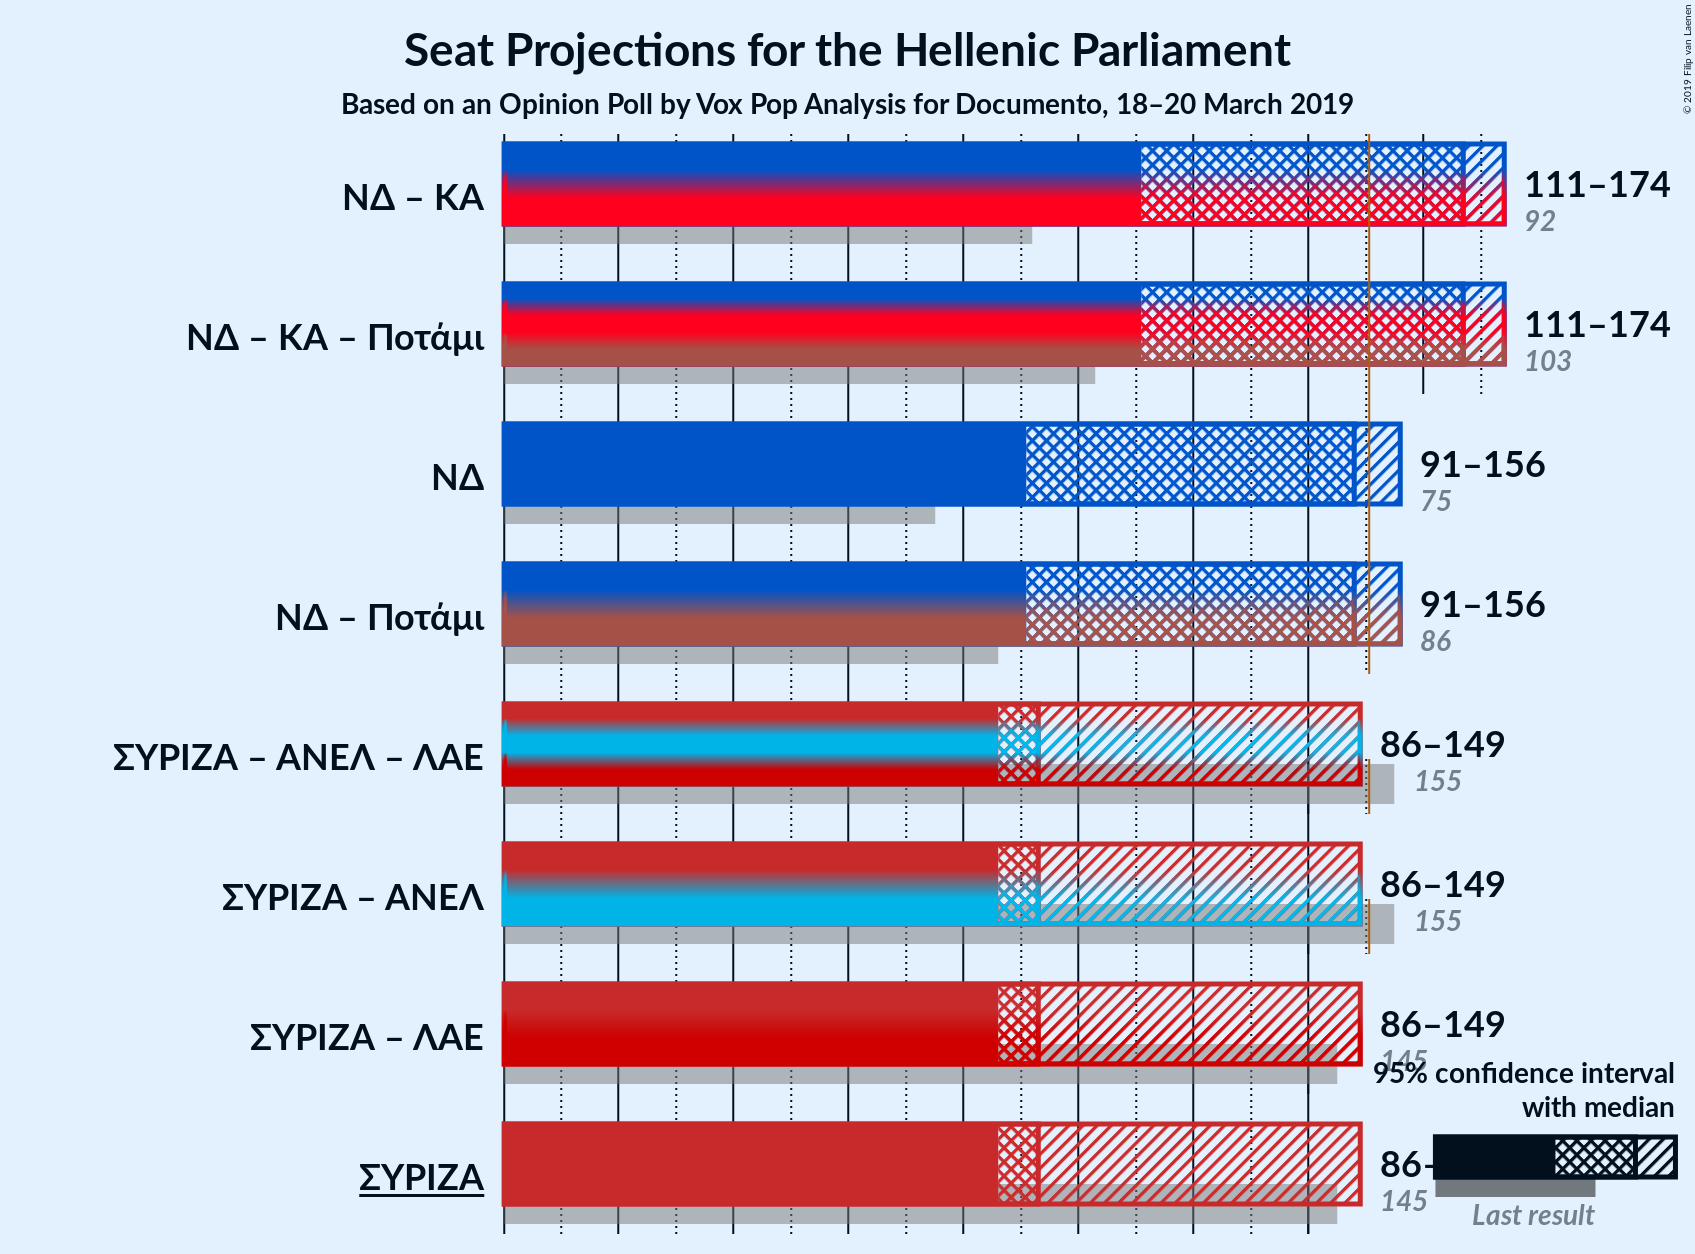 Seat Projections for the Hellenic Parliament
Based on an Opinion Poll by Vox Pop Analysis for Documento, 18–20 March 2019
© 2019 Filip van Laenen
ΝΔ – ΚΑ
111–174
92
ΝΔ – ΚΑ – Ποτάμι
111–174
103
ΝΔ
91–156
75
ΝΔ – Ποτάμι
91–156
86
ΣΥΡΙΖΑ – ΑΝΕΛ – ΛΑΕ
86–149
155
ΣΥΡΙΖΑ – ΑΝΕΛ
86–149
155
ΣΥΡΙΖΑ – ΛΑΕ
86–149
145
95% confidence interval
with median
ΣΥΡΙΖΑ
86–
145
Last result